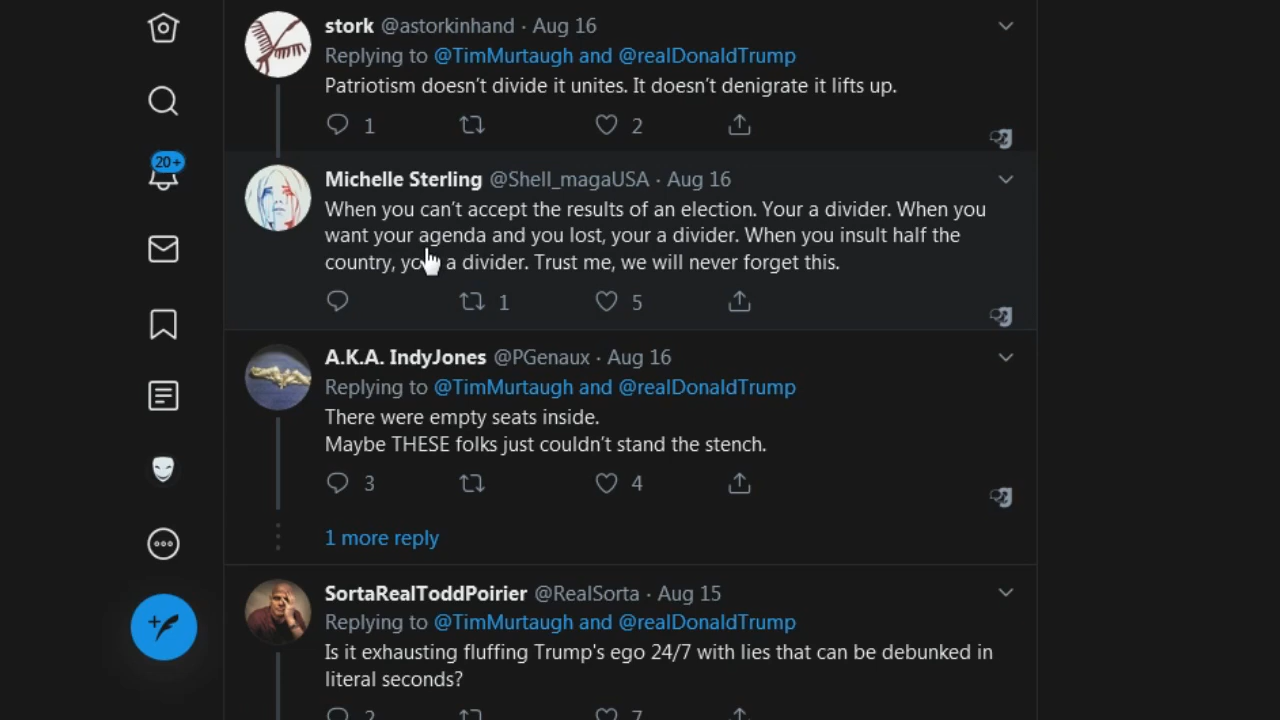 stork @astorkinhand · Aug 16
Replying to @TimMurtaugh and @realDonaldTrump
Patriotism doesn't divide it unites. It doesn't denigrate it lifts up.
1 2
20+
Michelle Sterling @Shell_magaUSA · Aug 16
When you can't accept the results of an election. Your a divider. When you
want your agenda and you lost, your a divider. When you insult half the
country, a divider. Trust me, we will never forget this.
1 5
A.K.A. IndyJones @PGenaux · Aug 16
Replying to @TimMurtaugh and @realDonaldTrump
There were empty seats inside.
Maybe THESE folks just couldn't stand the stench.
3 4
1 more reply
SortaRealToddPoirier @RealSorta · Aug 15
Replying to @TimMurtaugh and @realDonaldTrump
Is it exhausting fluffing Trump's ego 24/7 with lies that can be debunked in
literal seconds?
2 7